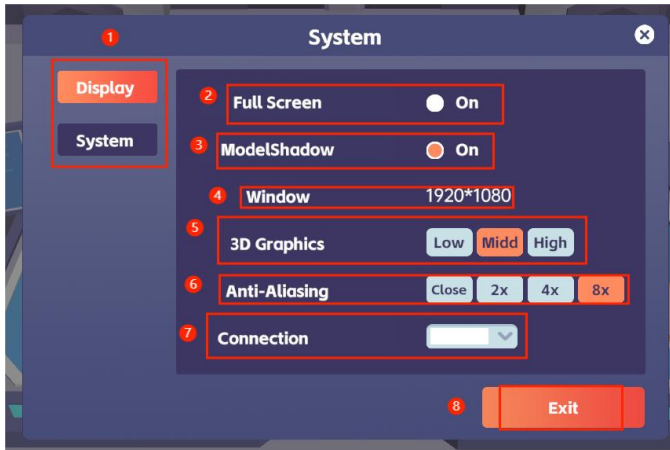 1 System
Display
System
2 Full Screen On
3 ModelShadow On
4 Window 1920*1080
5 3D Graphics Low Midd High
6 Anti-Aliasing Close 2x 4x 8x
7 Connection
8 Exit